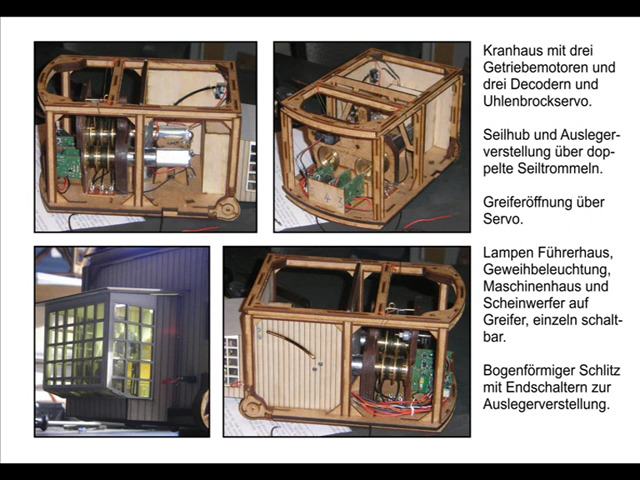 Kranhaus mit drei
Getriebemotoren und
drei Decodern und
Uhlenbrockservo.
Seilhub und Ausleger-
verstellung über dop-
pelte Seiltrommeln.
Greiferöffnung über
Servo.
Lampen Führerhaus,
Geweihbeleuchtung,
Maschinenhaus und
Scheinwerfer auf
Greifer, einzeln schalt-
bar.
Bogenförmiger Schlitz
mit Endschaltern zur
Auslegerverstellung.